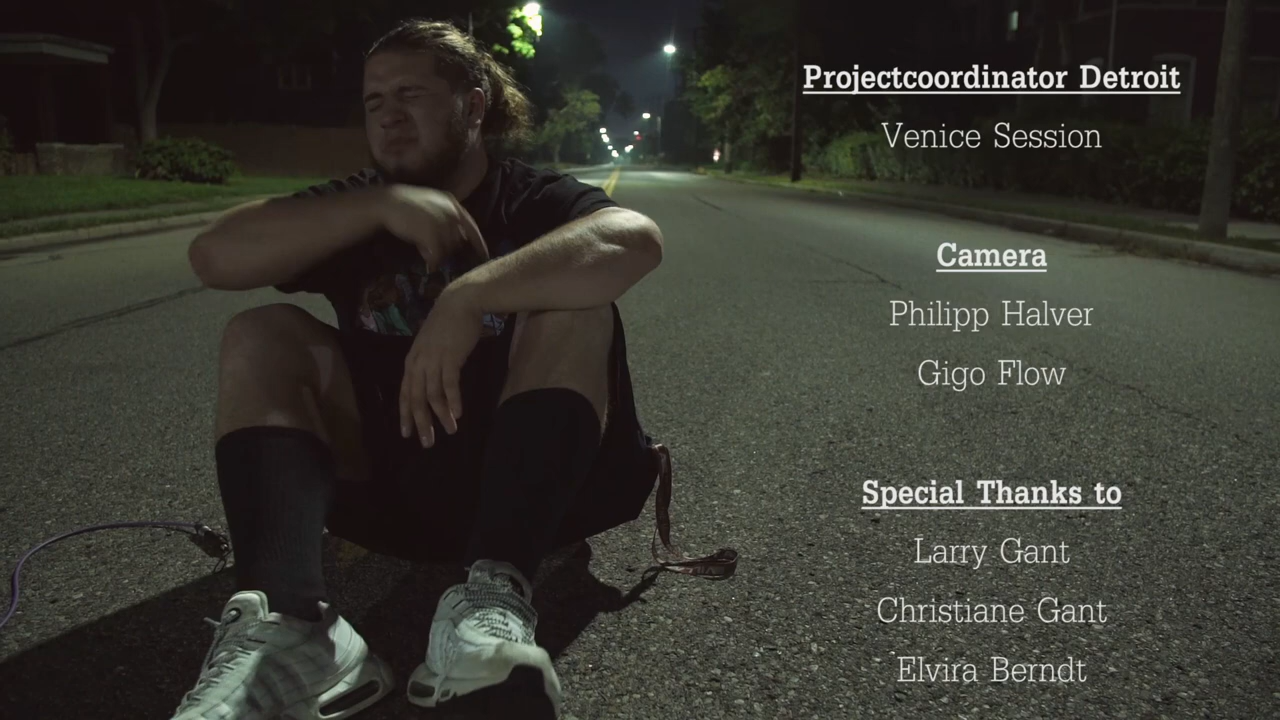 Projectcoordinator Detroit
Venice Session
Camera
Philipp Halver
Gigo Flow
Special Thanks to
Larry Gant
Christiane Gant
Elvira Berndt